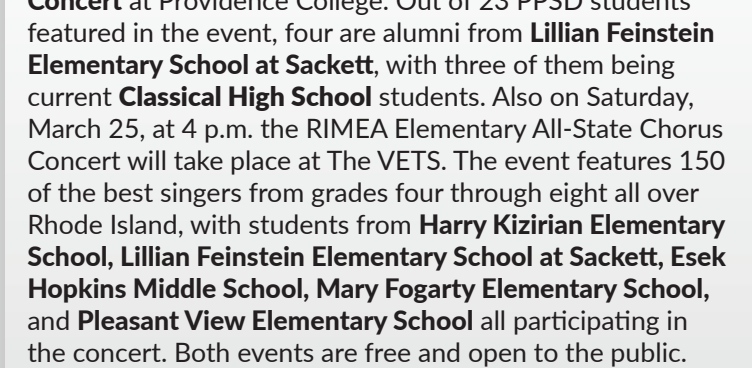 Concert at Providence College. Out of 23 PPSD students
featured in the event, four are alumni from Lillian Feinstein
Elementary School at Sackett, with three of them being
current Classical High School students. Also on Saturday,
March 25, at 4 p.m. the RIMEA Elementary All-State Chorus
Concert will take place at The VETS. The event features 150
of the best singers from grades four through eight all over
Rhode Island, with students from Harry Kizirian Elementary
School, Lillian Feinstein Elementary School at Sackett, Esek
Hopkins Middle School, Mary Fogarty Elementary School,
and Pleasant View Elementary School all participating in
the concert. Both events are free and open to the public.